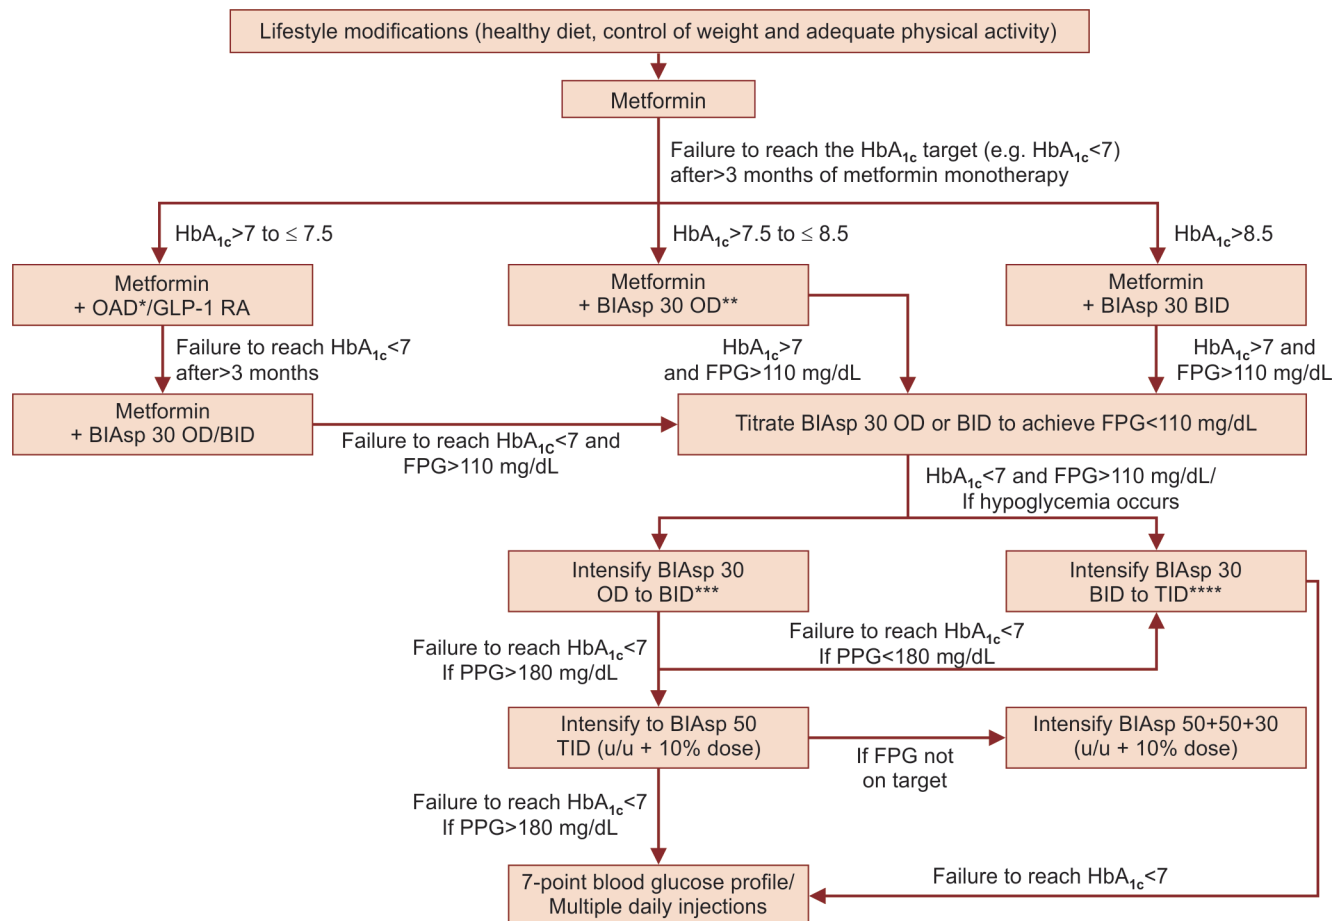 Lifestyle modifications (healthy diet, control of weight and adequate physical activity)
Metformin
Failure to reach the HbA1c target (e.g. HbA1c<7)
after>3 months of metformin monotherapy
HbA1c>7 to ≤ 7.5
HbA1c>7.5 to ≤ 8.5
HbA1c>8.5
Metformin
+ OAD*/GLP-1 RA
Metformin
+ BIAsp 30 OD**
Metformin
+ BIAsp 30 BID
Failure to reach HbA1c<7
after>3 months
HbA1c>7
and FPG>110 mg/dL
HbA1c>7 and
FPG>110 mg/dL
Metformin
+ BIAsp 30 OD/BID
Failure to reach HbA1C<7 and
FPG>110 mg/dL
Titrate BIAsp 30 OD or BID to achieve FPG<110 mg/dL
HbA1c<7 and FPG>110 mg/dL/
If hypoglycemia occurs
Intensify BIAsp 30
OD to BID***
Intensify BIAsp 30
BID to TID****
Failure to reach HbA1c<7
If PPG>180 mg/dL
Failure to reach HbA1c<7
If PPG<180 mg/dL
Intensify to BIAsp 50
TID (u/u + 10% dose)
If FPG not
on target
Intensify BIAsp 50+50+30
(u/u + 10% dose)
Failure to reach HbA1c<7
If PPG>180 mg/dL
7-point blood glucose profile/
Multiple daily injections
Failure to reach HbA1c<7